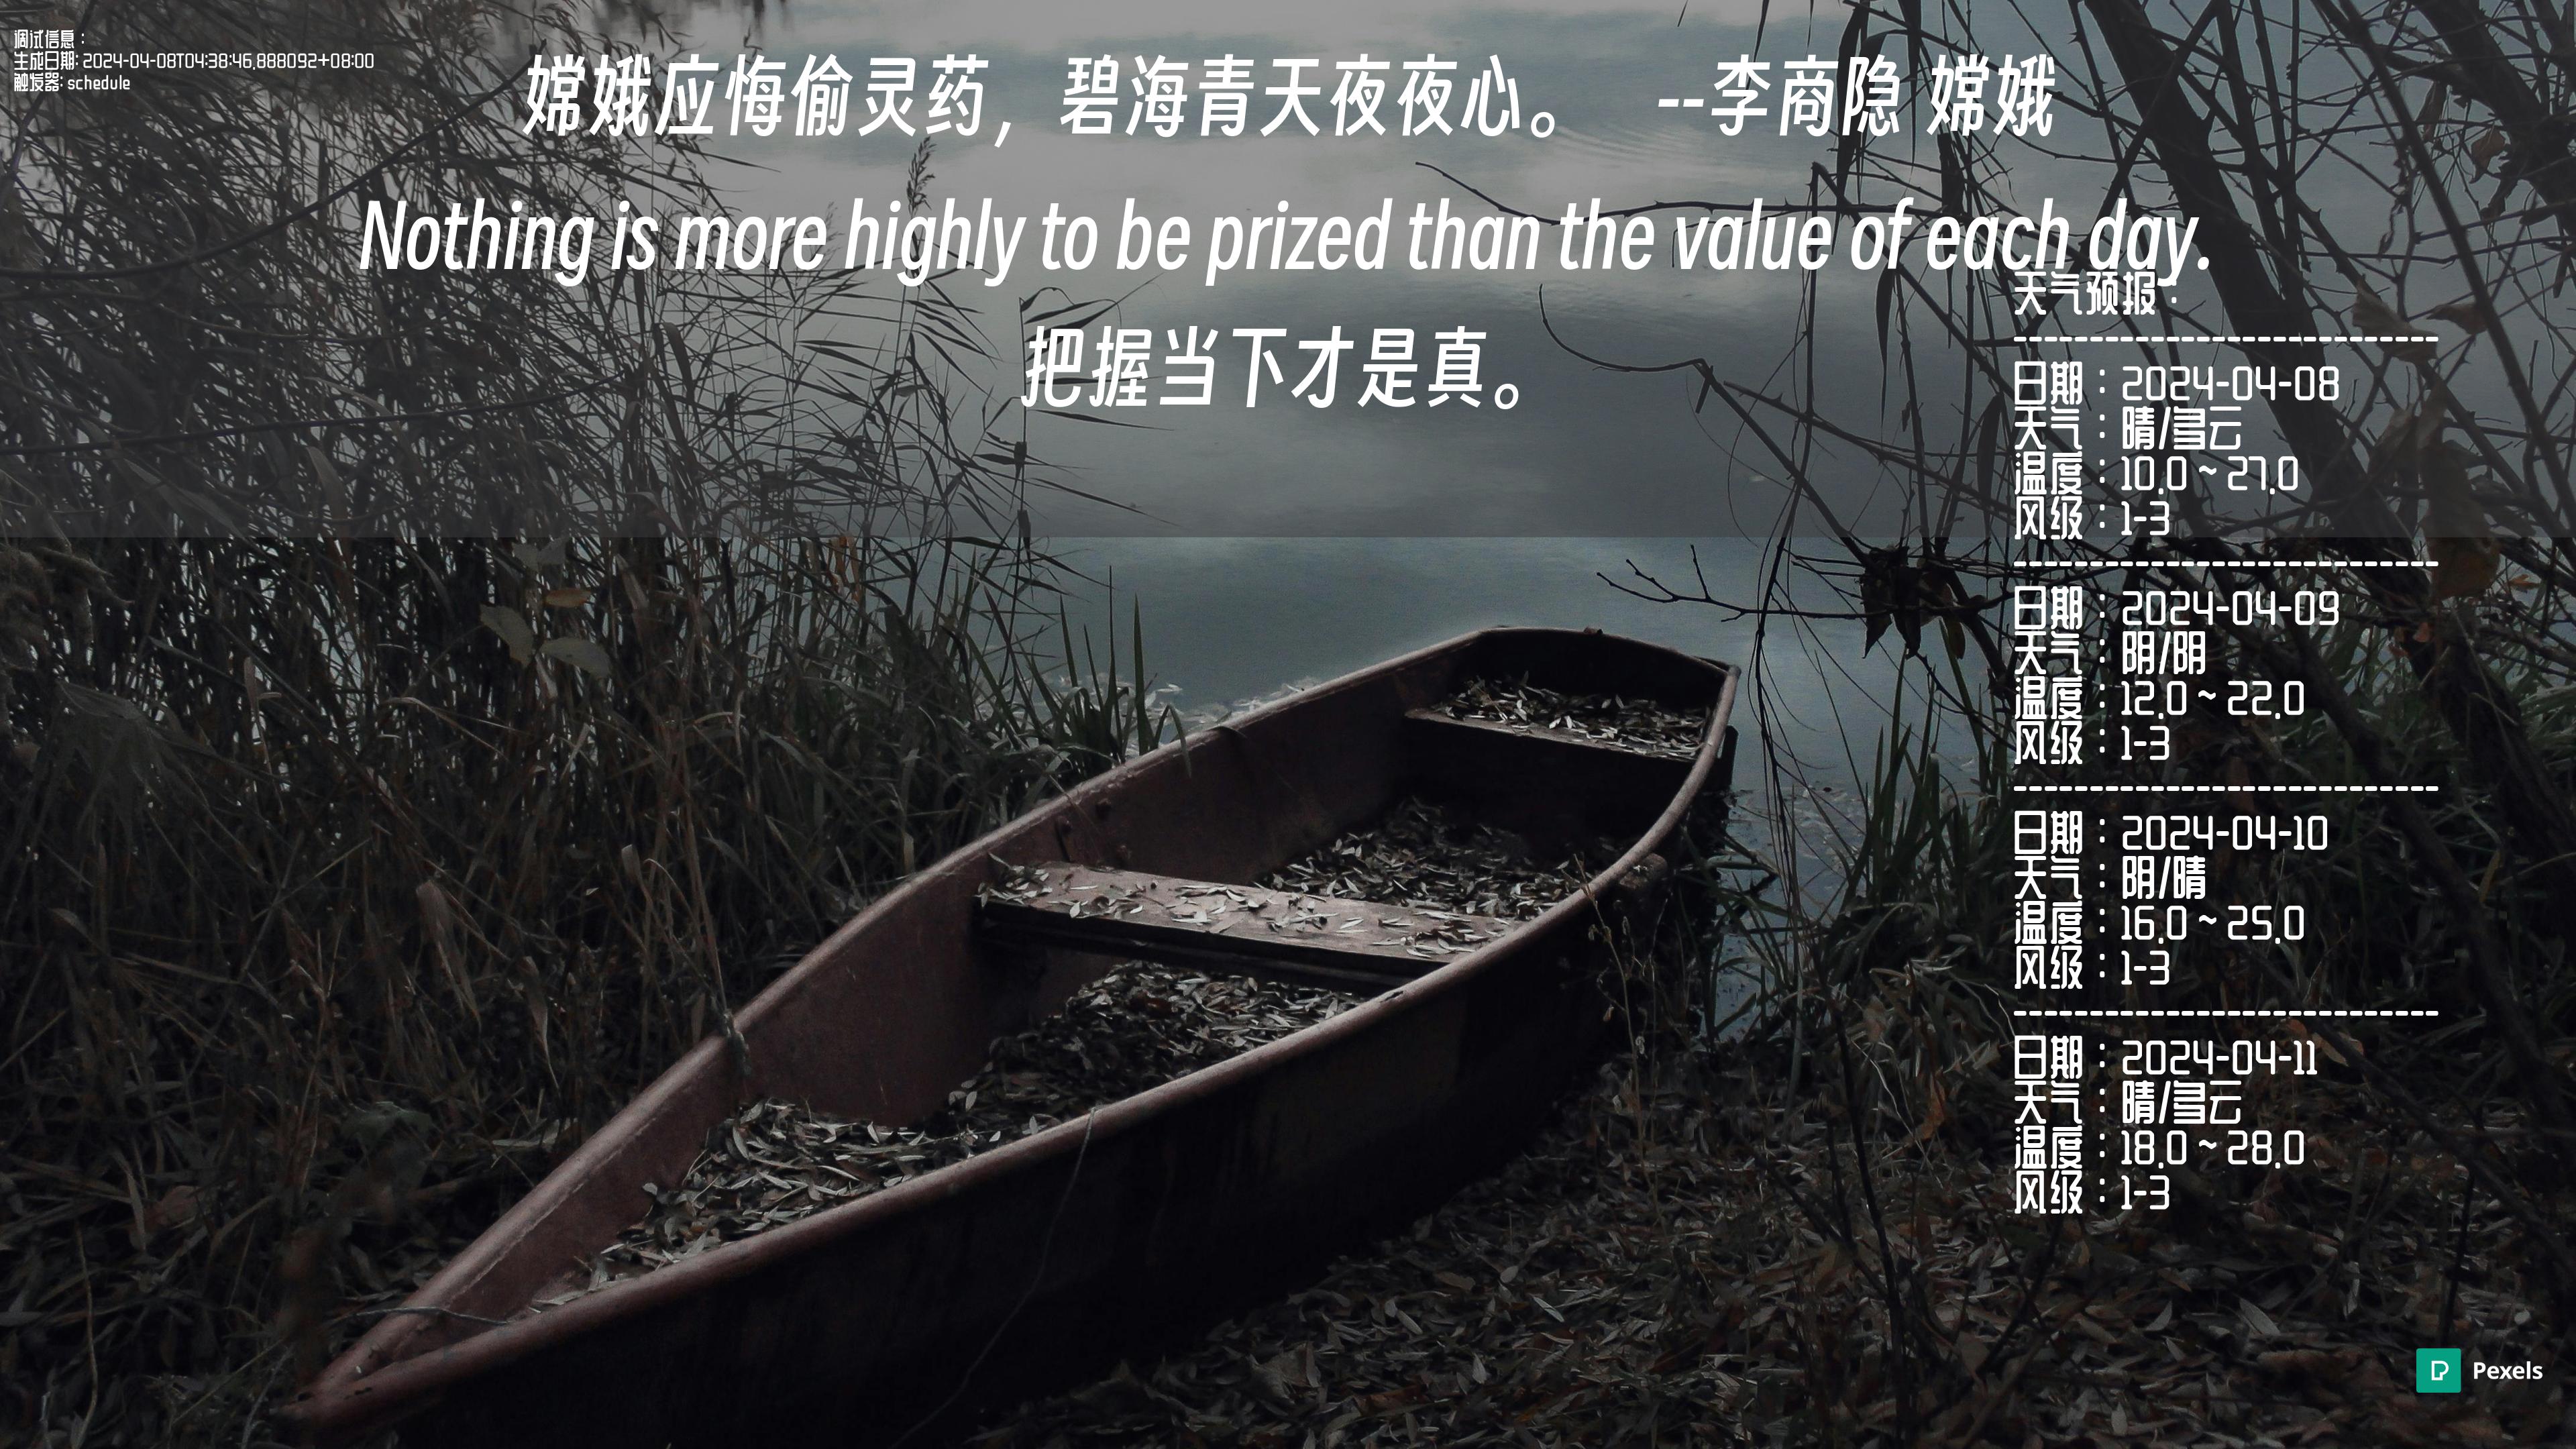 调试信息：
生成日期: 2024-04-08T04:38:46.888092+08:00
触发器: schedule
嫦娥应悔偷灵药，碧海青天夜夜心。 --李商隐 嫦娥
Nothing is more highly to be prized than the value of each day.
把握当下才是真。
天气预报：
----------------------------
日期：2024-04-08
天气：晴/多云
温度：10.0 ~ 27.0
风级：1-3
----------------------------
日期：2024-04-09
天气：阴/阴
温度：12.0 ~ 22.0
风级：1-3
----------------------------
日期：2024-04-10
天气：阴/晴
温度：16.0 ~ 25.0
风级：1-3
----------------------------
日期：2024-04-11
天气：晴/多云
温度：18.0 ~ 28.0
风级：1-3
Pexels